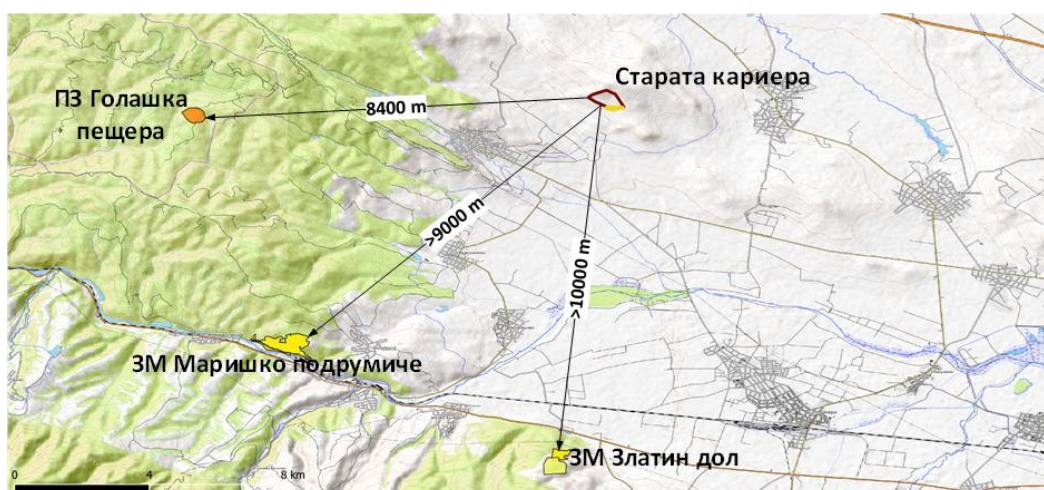 Старата кариера
ПЗ Голашка
пещера
8400 m
>9000 m
>10000 m
ЗМ Маришко подрумиче
ЗМ Златин дол
0
4
8 km